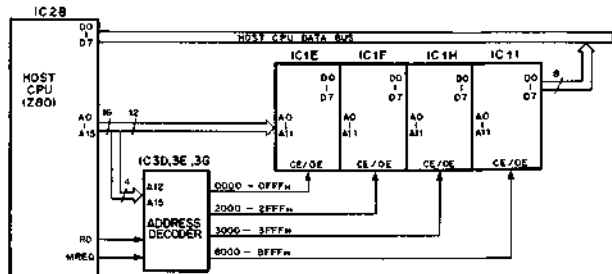 IC2B
D0
D7
HOST CPU DATA BUS
HOST
CPU
(Z80)
IC1E
IC1F
IC1H
IC1I
8
D0
D7
D0
D7
D0
D7
D0
D7
A0
A15
16
12
A0
A11
A0
A11
A0
A11
A0
A11
CE/OE
CE/OE
CE/OE
CE/OE
IC3D,3E,3G
4
A12
A15
ADDRESS
DECODER
0000 - 0FFFH
2000 - 2FFFH
3000 - 3FFFH
RD
MREQ